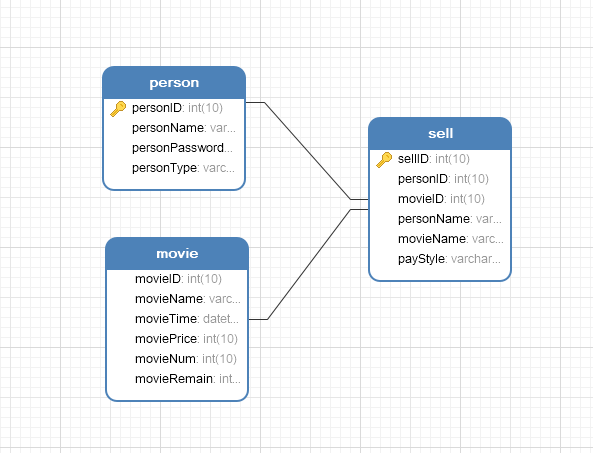 person
personID: int(10)
personName: var...
personPassword...
personType: varc...
sell
sellID: int(10)
personID: int(10)
movieID: int(10)
personName: var...
movieName: varc...
payStyle: varchar...
movie
movieID: int(10)
movieName: varc...
movieTime: datet...
moviePrice: int(10)
movieNum: int(10)
movieRemain: int...